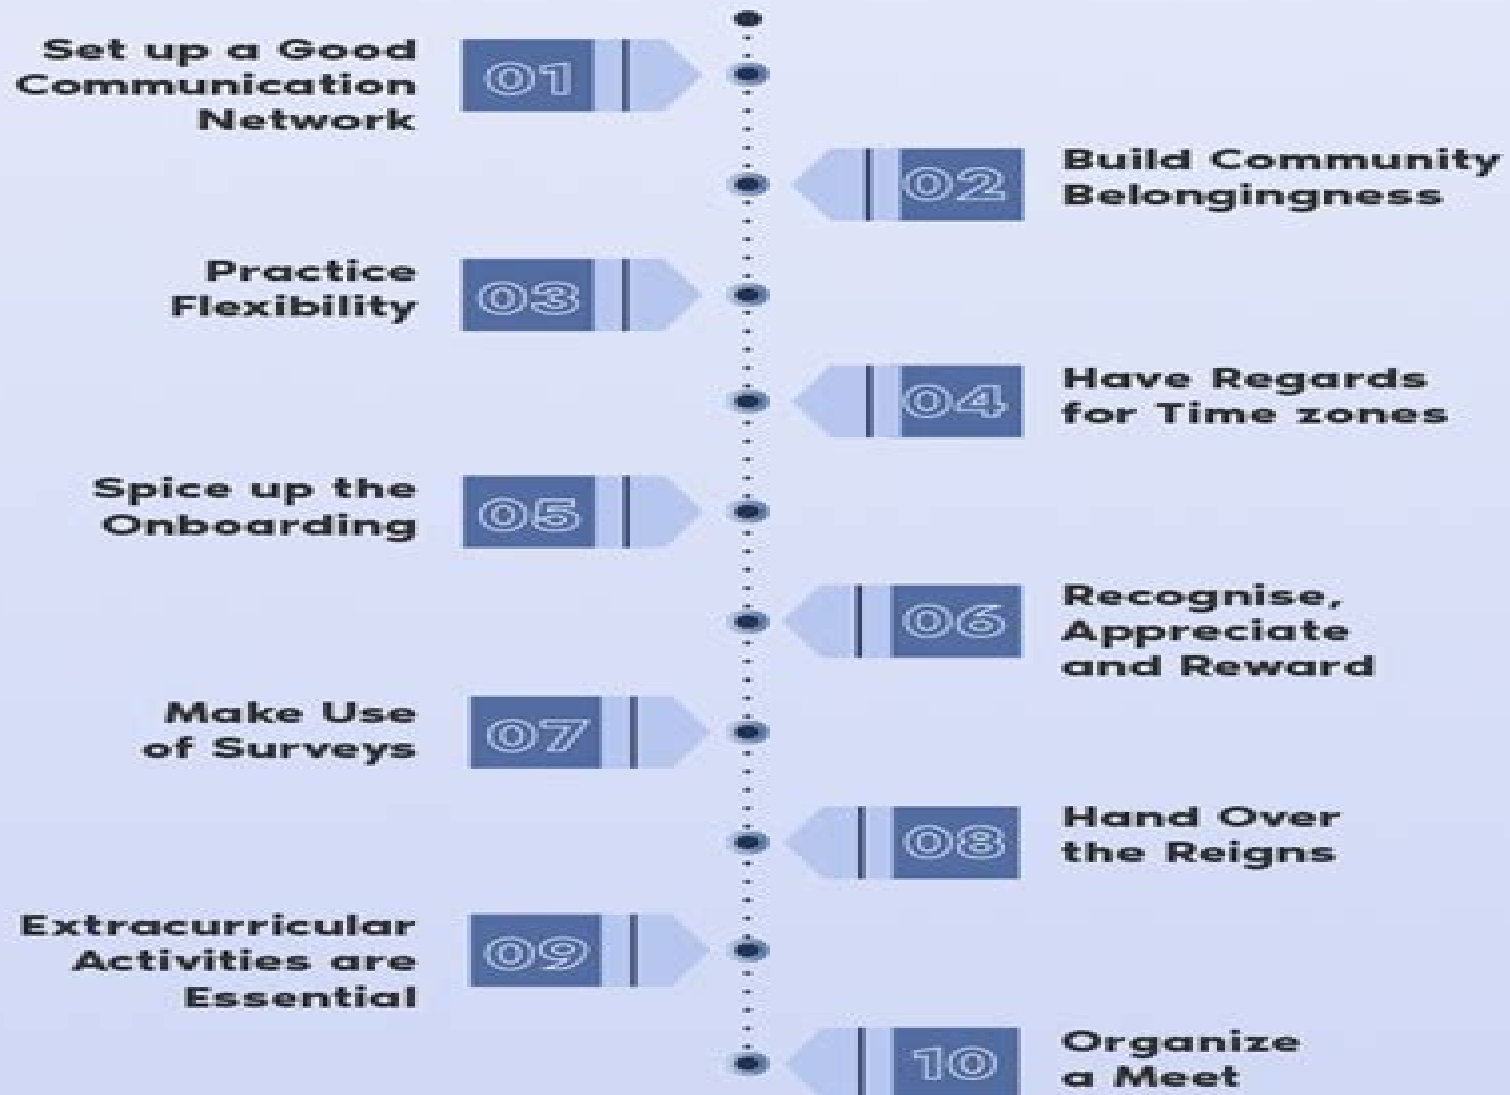 Set up a Good
Communication
Network
01
02
Build Community
Belongingness
Practice
Flexibility
03
04
Have Regards
for Time zones
Spice up the
Onboarding
05
06
Recognise,
Appreciate
and Reward
Make Use
of Surveys
07
08
Hand Over
the Reigns
Extracurricular
Activities are
Essential
09
10
Organize
a Meet